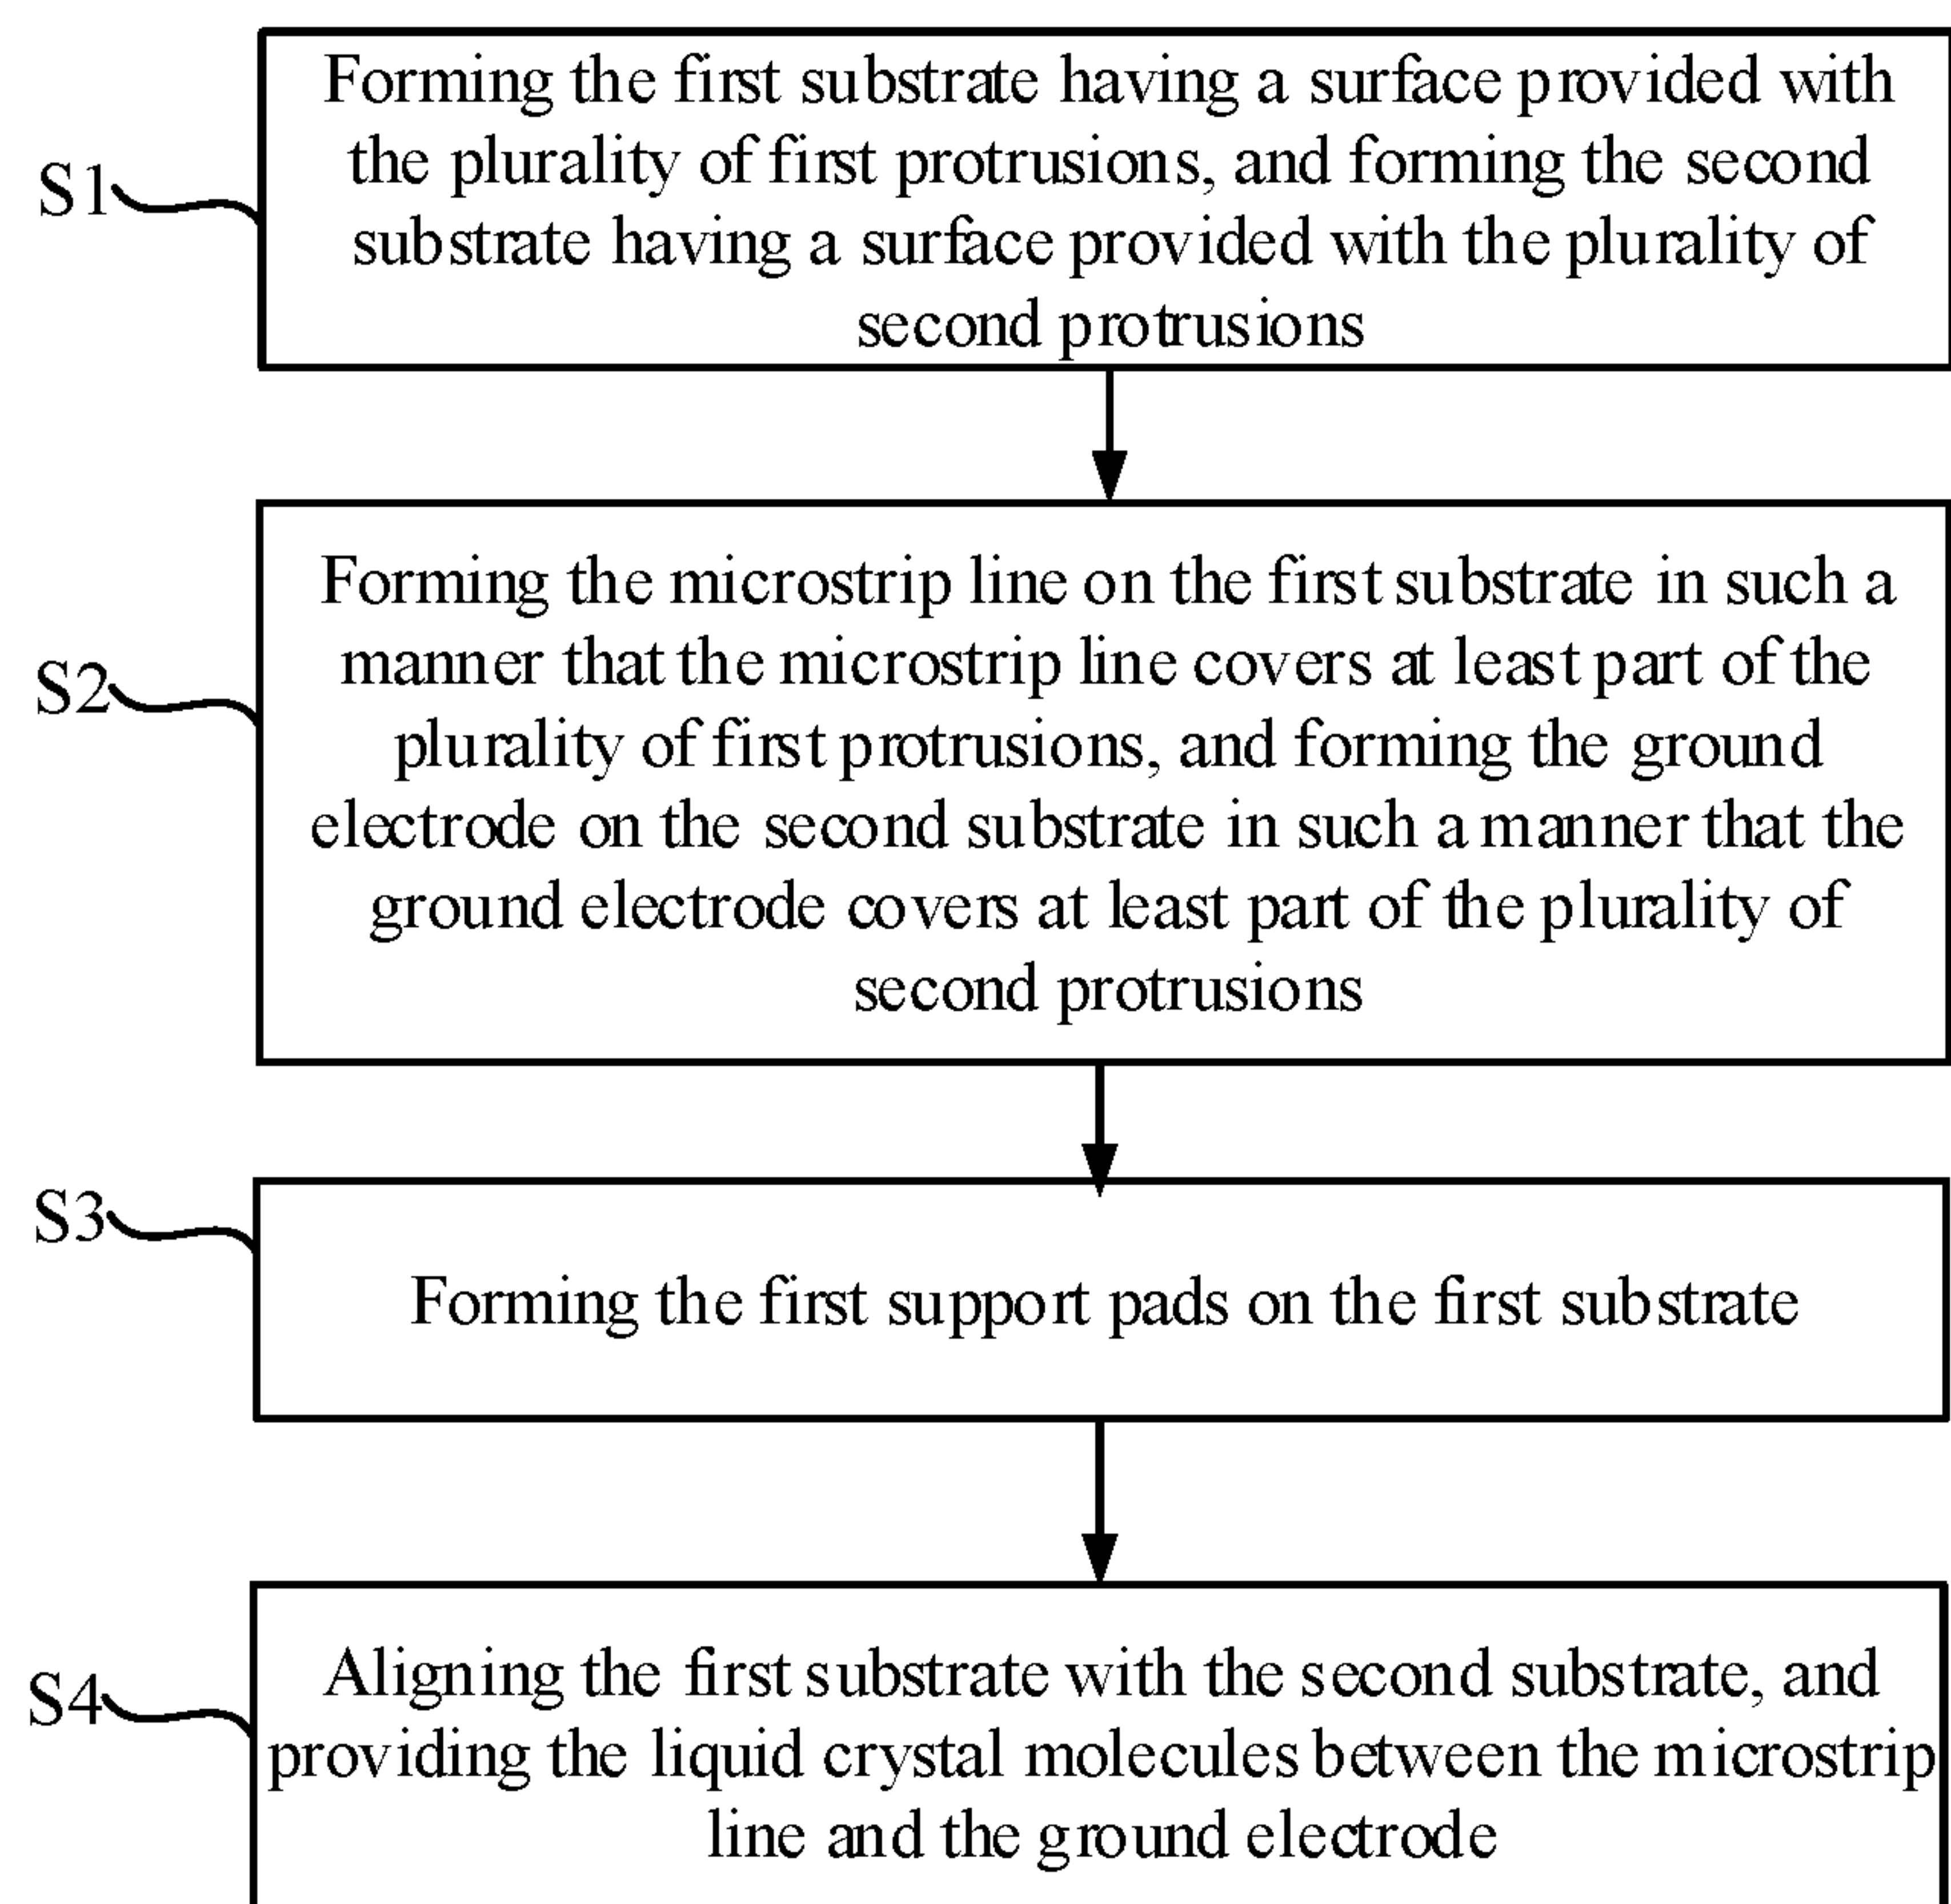 Forming the first substrate having a surface provided with
the plurality of first protrusions, and forming the second
S1
substrate having a surface provided with the plurality of
second protrusions
Forming the microstrip line on the first substrate in such a
manner that the microstrip line covers at least part of the
S2
plurality of first protrusions, and forming the ground
electrode on the second substrate in such a manner that the
ground electrode covers at least part of the plurality of
second protrusions
S3
Forming the first support pads on the first substrate
Aligning the first substrate with the second substrate, and
S4
providing the liquid crystal molecules between the microstrip
line and the ground electrode